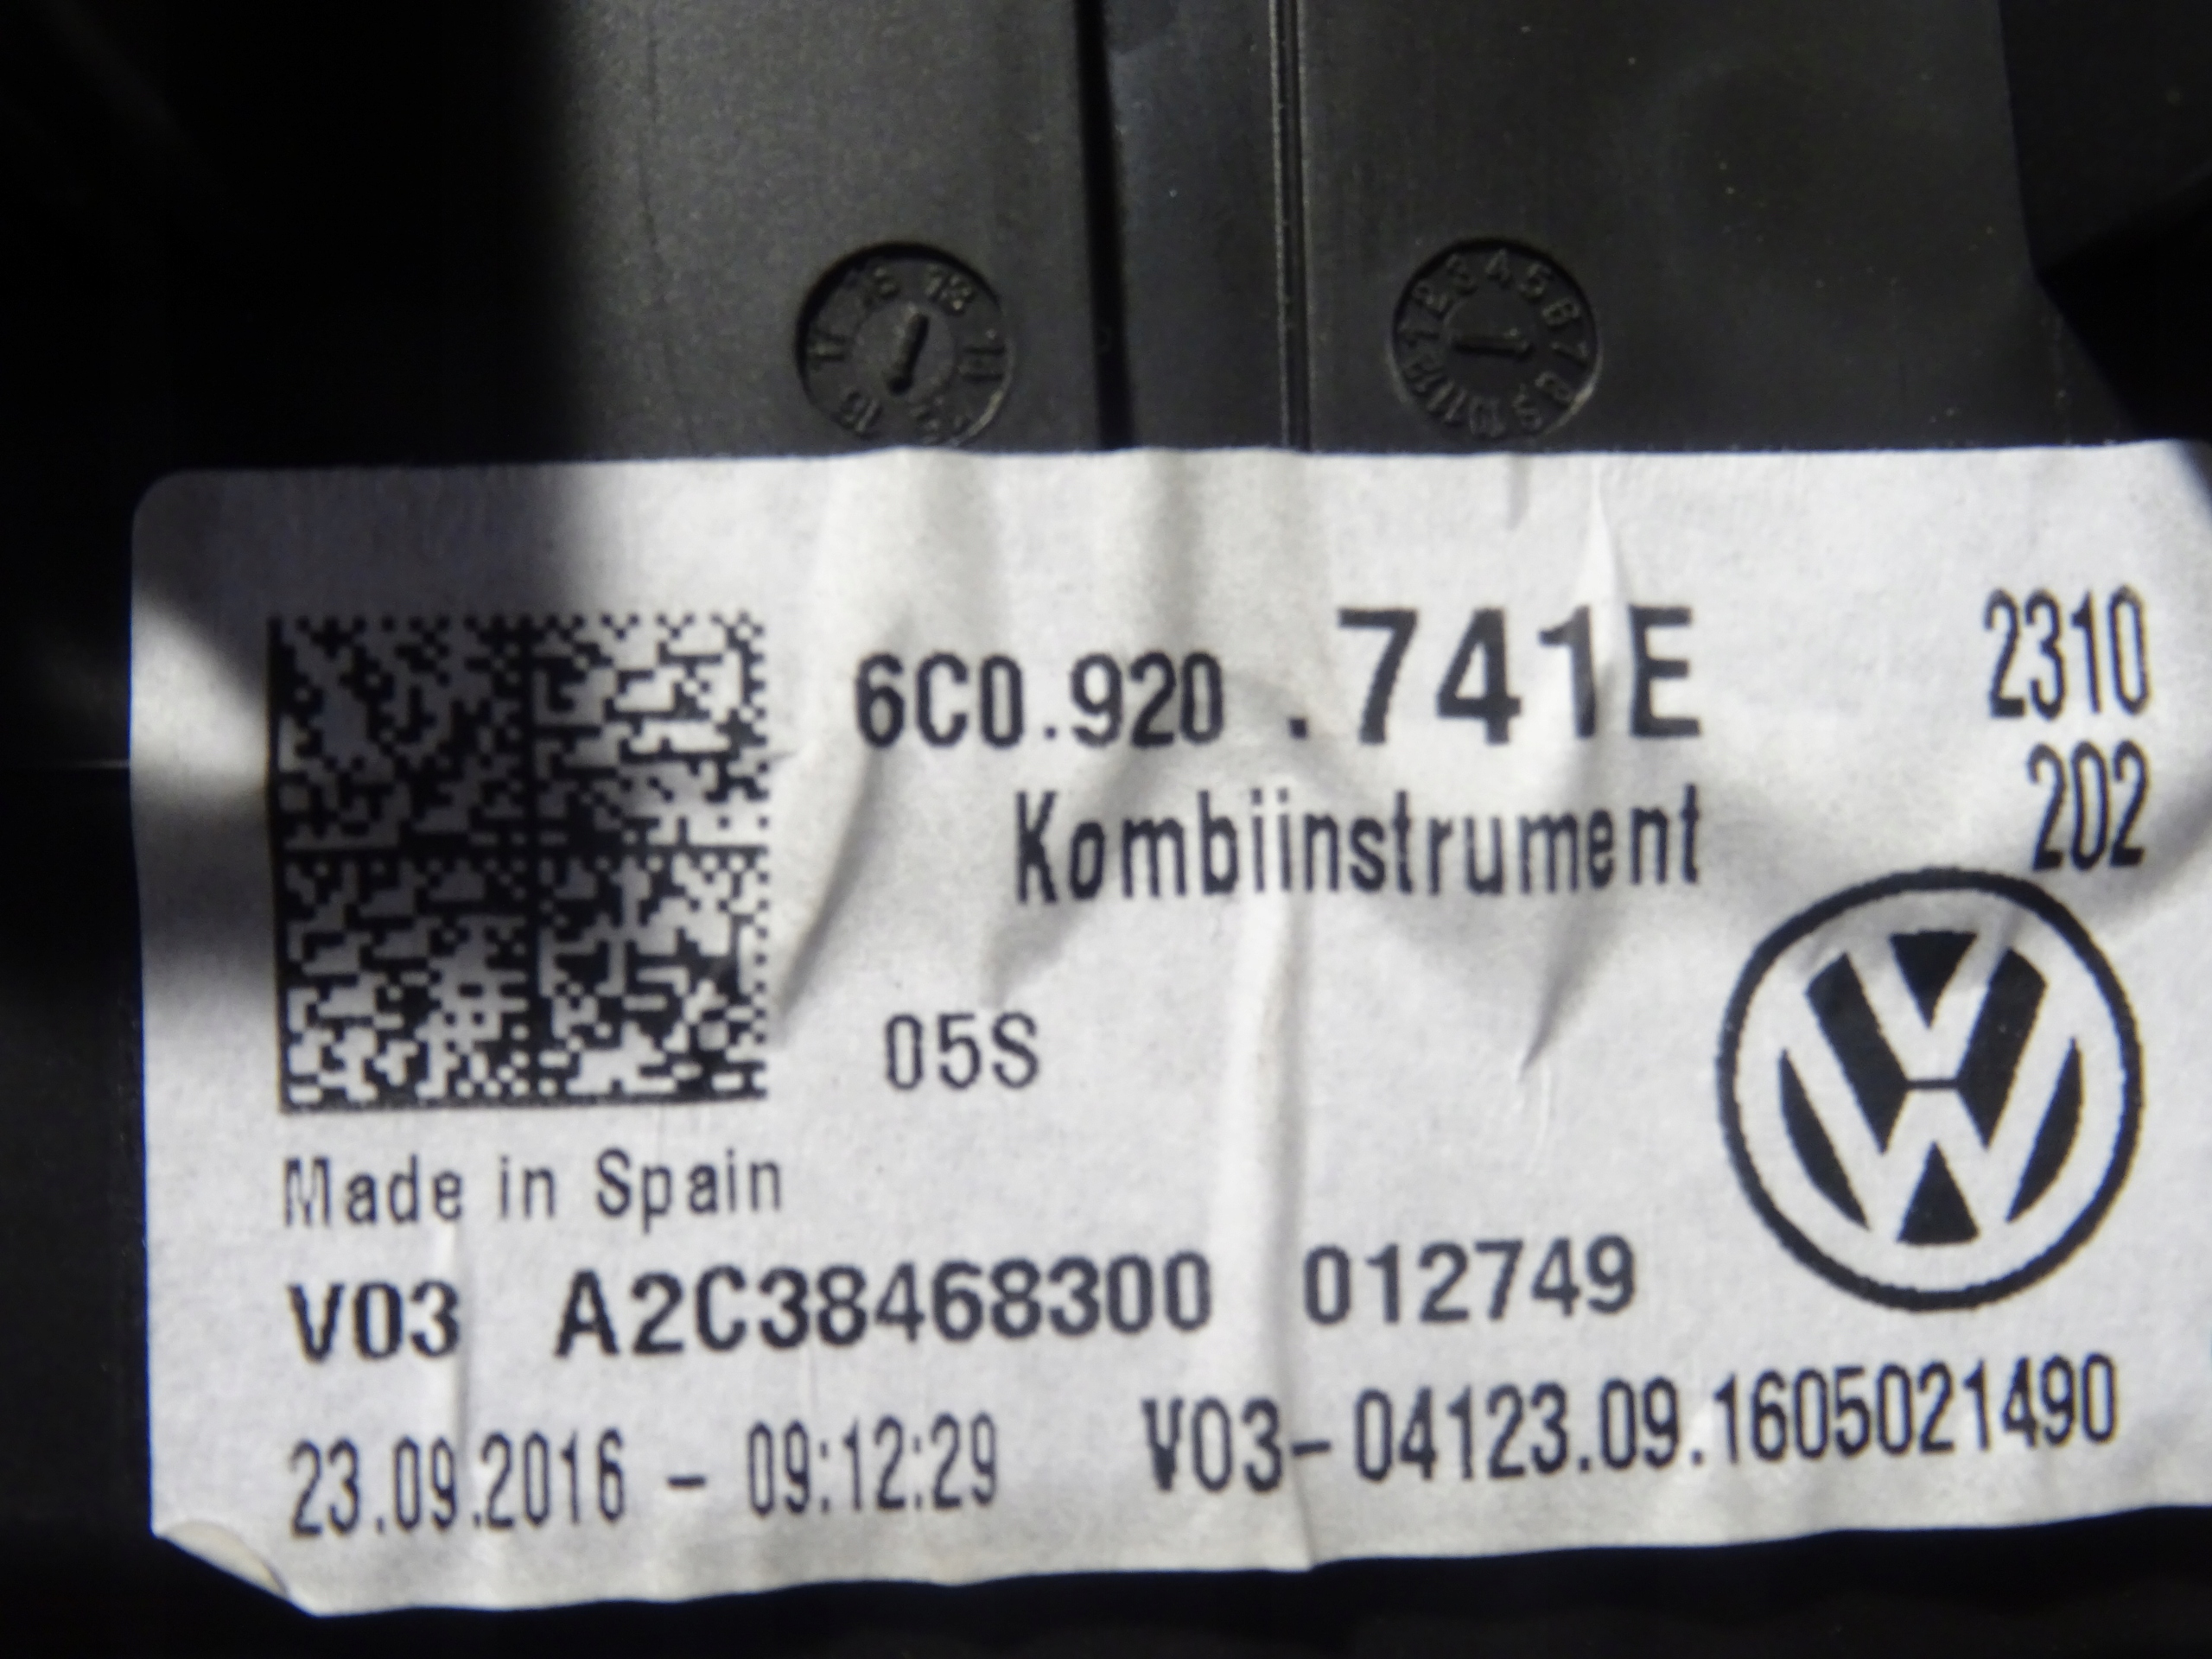 6C0.920 .741E 2310
Kombiinstrument 202
05S
Made in Spain
V03 A2C38468300 012749
23.09.2016 - 09:12:29 V03-04123.09.1605021490